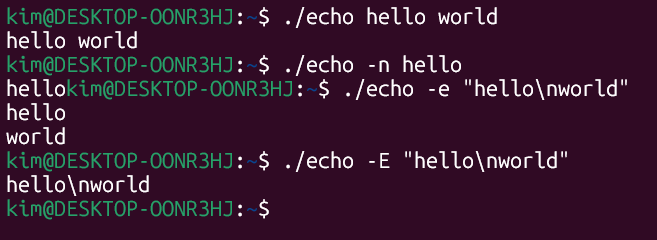 kim@DESKTOP-OONR3HJ:~$ ./echo hello world
hello world
kim@DESKTOP-OONR3HJ:~$ ./echo -n hello
hellokim@DESKTOP-OONR3HJ:~$ ./echo -e "hello\nworld"
hello
world
kim@DESKTOP-OONR3HJ:~$ ./echo -E "hello\nworld"
hello\nworld
kim@DESKTOP-OONR3HJ:~$